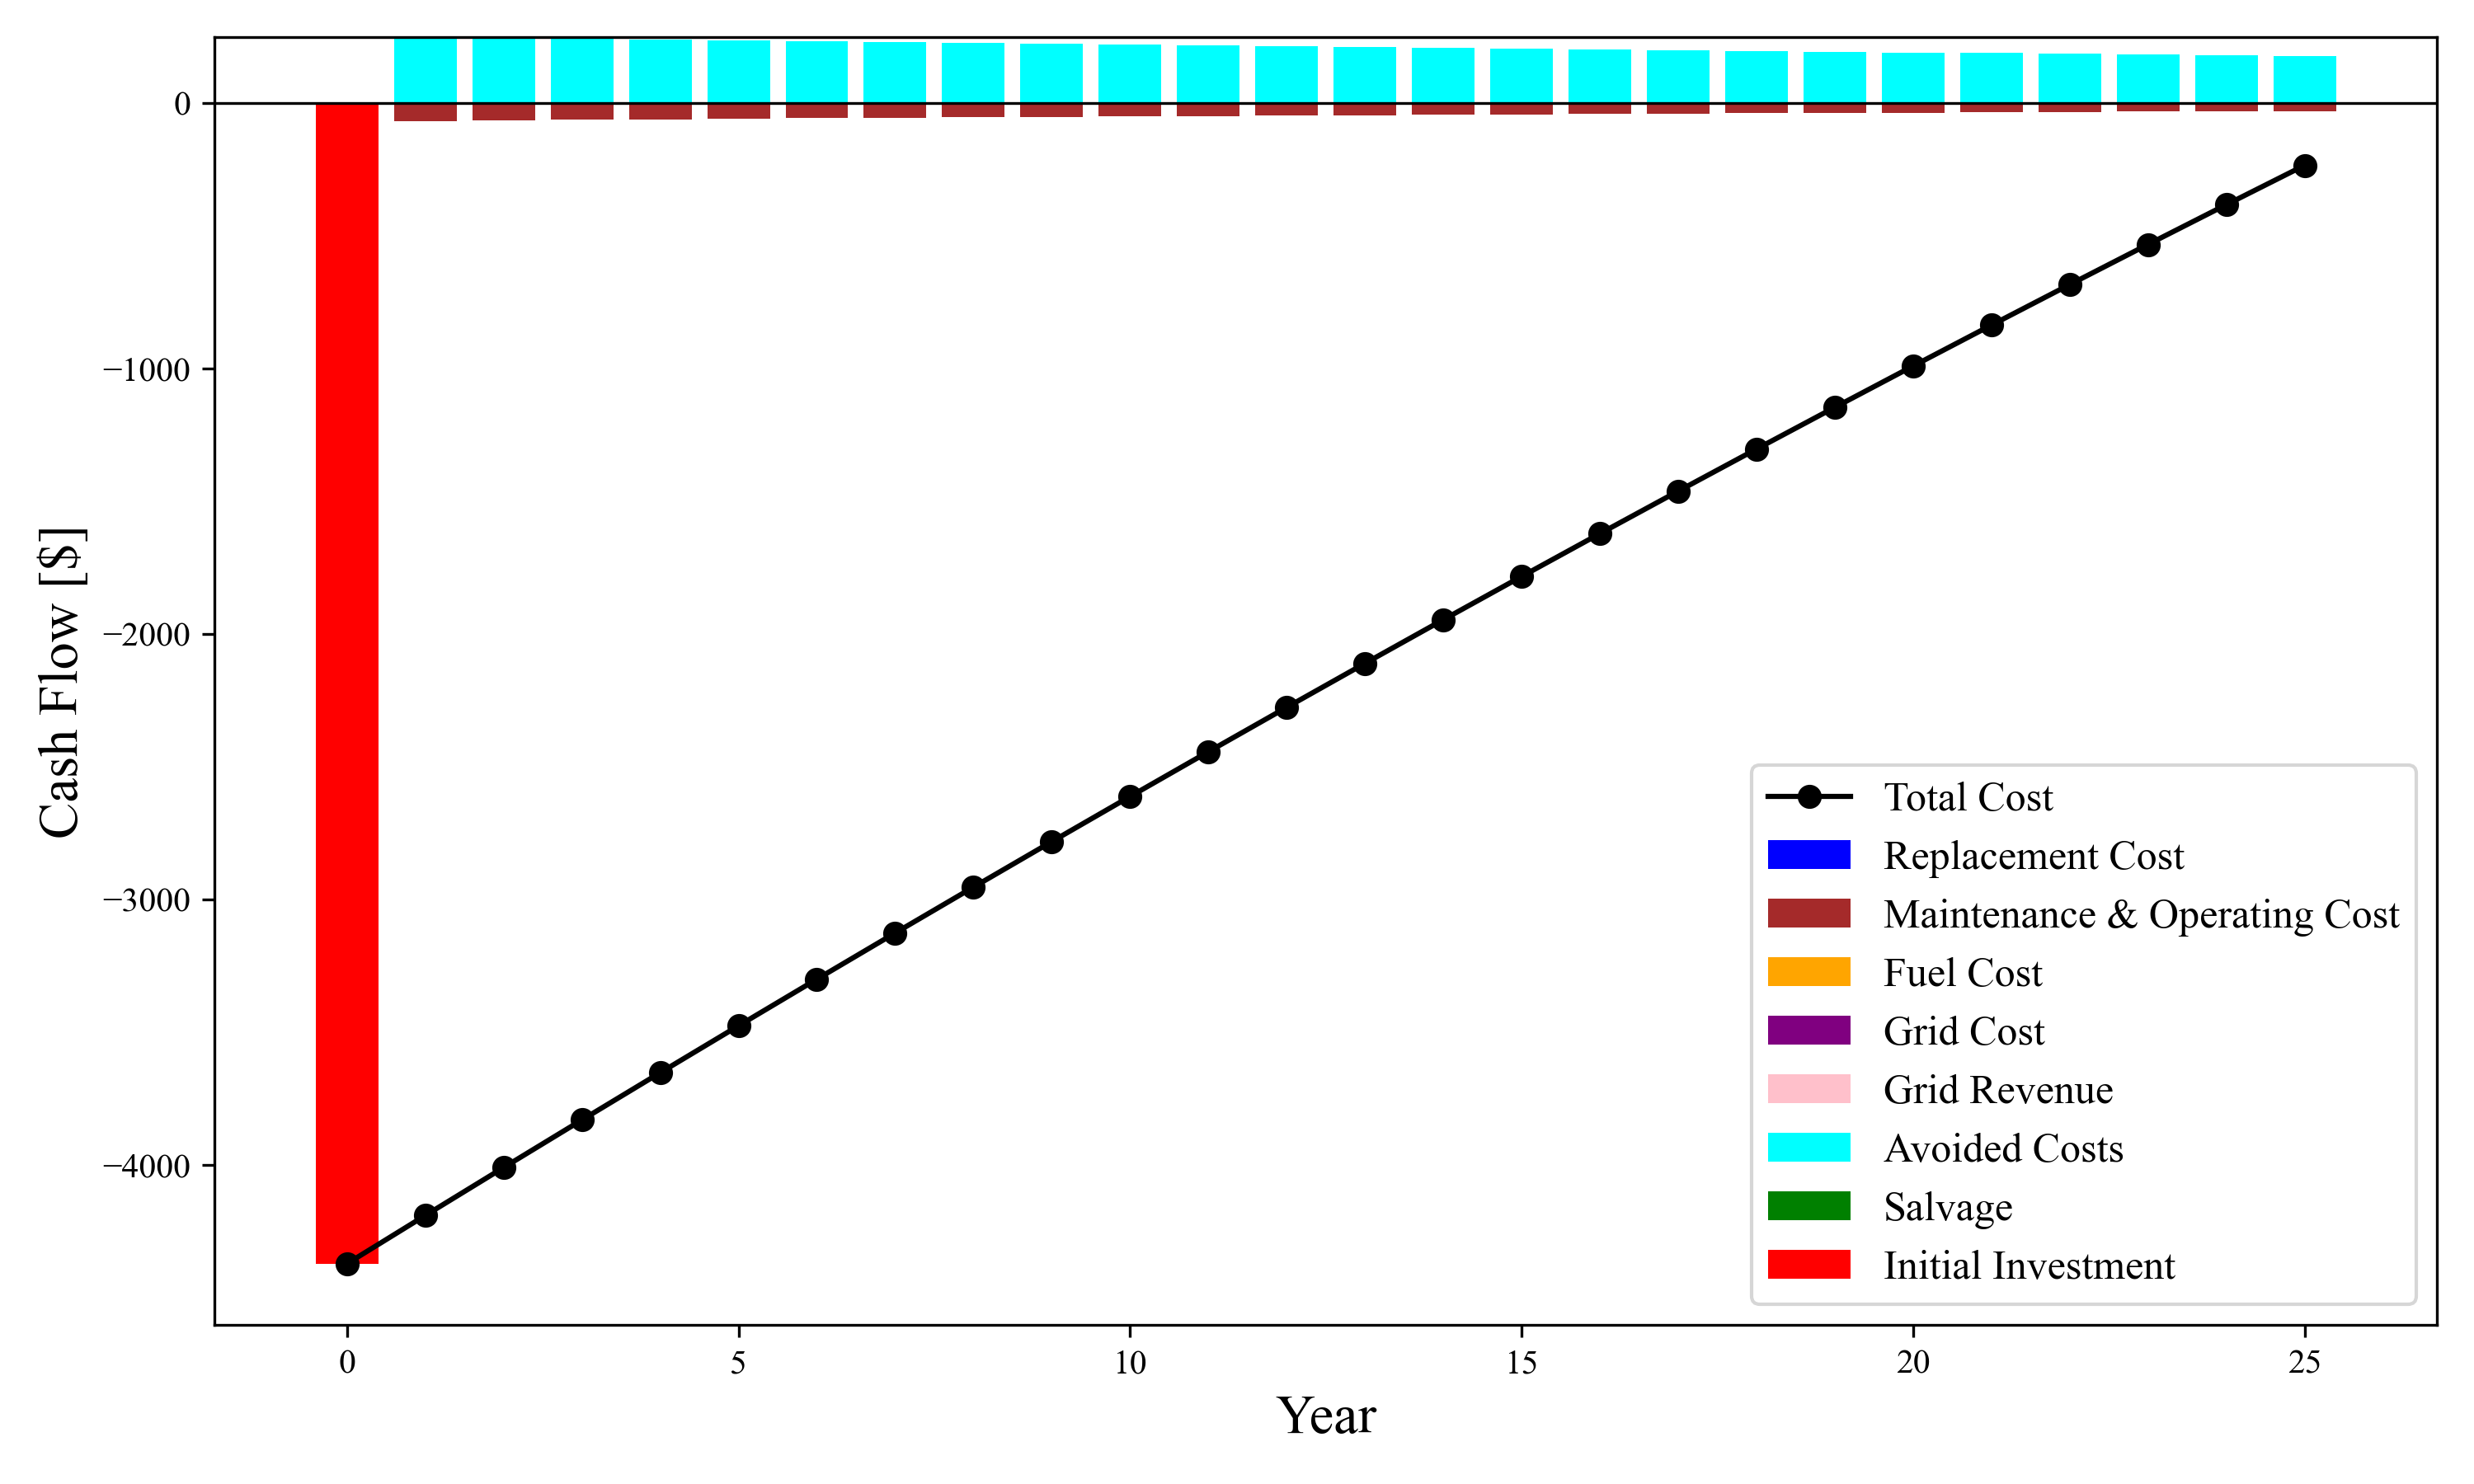 0
−1000
−2000
−3000
−4000
Cash Flow [$]
0 5 10 15 20 25
Year
Total Cost
Replacement Cost
Maintenance & Operating Cost
Fuel Cost
Grid Cost
Grid Revenue
Avoided Costs
Salvage
Initial Investment